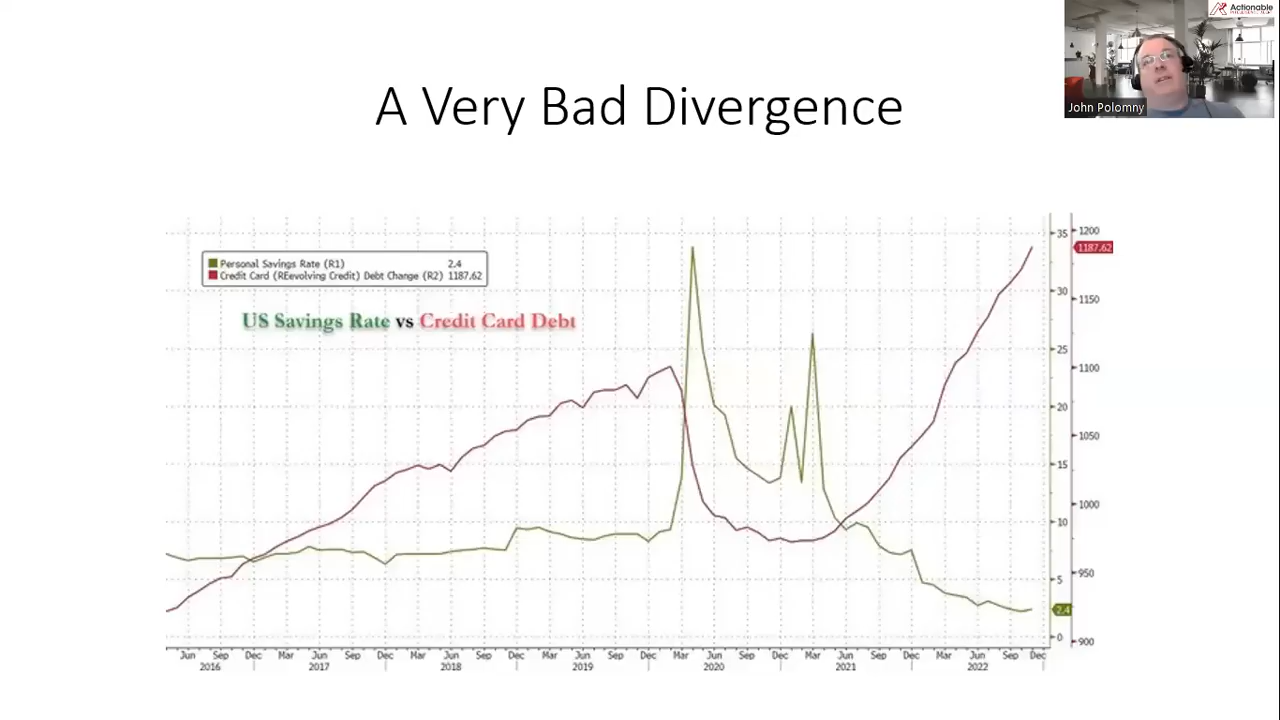 Actionable
John Polomny
A Very Bad Divergence
Personal Savings Rate (R1) 2.4
Credit Card (REevolving Credit) Debt Change (R2) 1187.62
US Savings Rate vs Credit Card Debt
35
30
25
20
15
10
5
0
2.4
1200
1187.62
1150
1100
1050
1000
950
900
Jun Sep Dec Mar Jun Sep Dec Mar Jun Sep Dec Mar Jun Sep Dec Mar Jun Sep Dec Mar Jun Sep Dec Mar Jun Sep Dec
2016 2017 2018 2019 2020 2021 2022